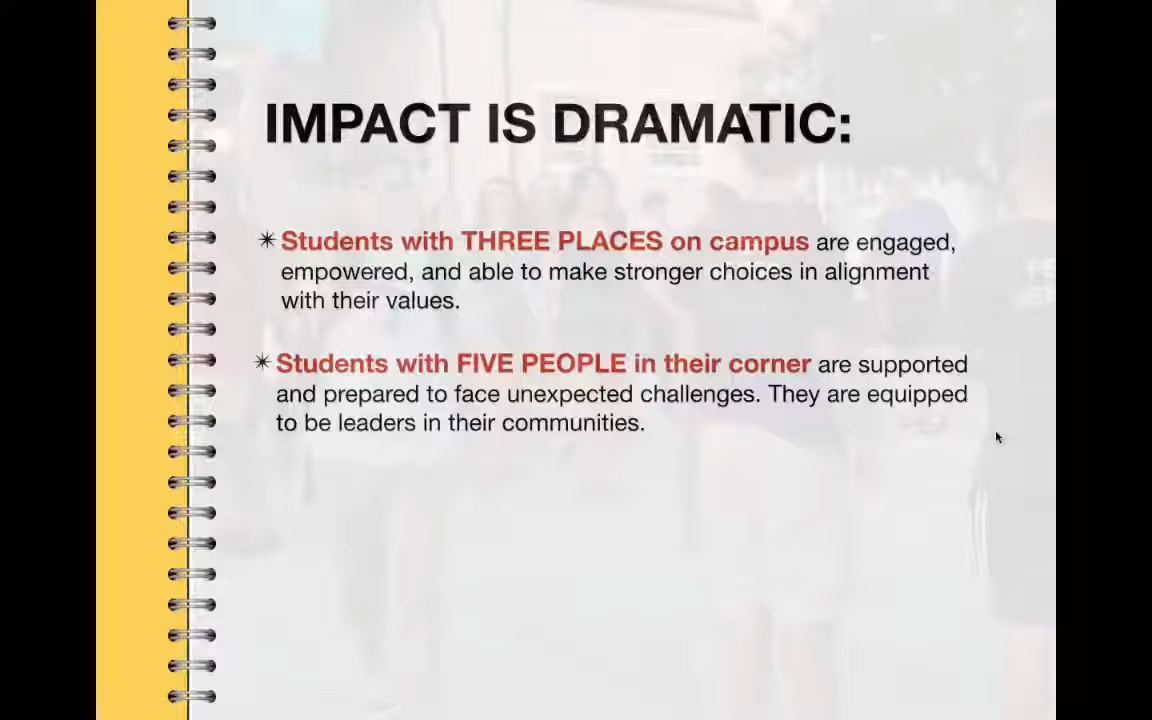 IMPACT IS DRAMATIC:
✴ Students with THREE PLACES on campus are engaged,
empowered, and able to make stronger choices in alignment
with their values.
✴ Students with FIVE PEOPLE in their corner are supported
and prepared to face unexpected challenges. They are equipped
to be leaders in their communities.